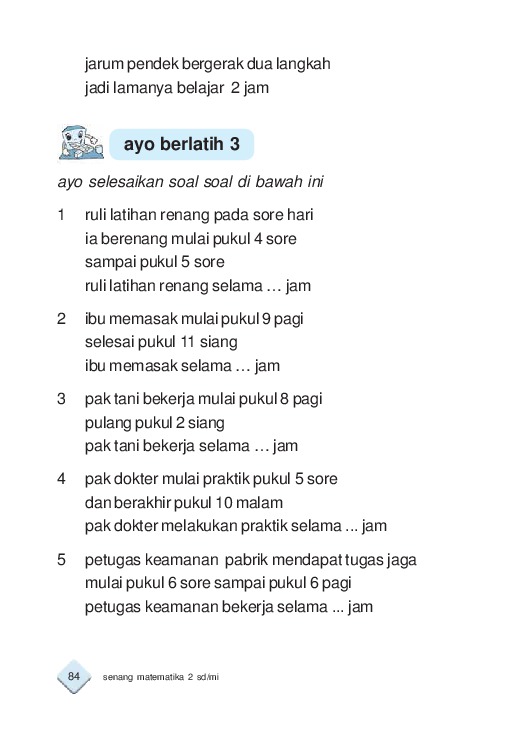 jarum pendek bergerak dua langkah
jadi lamanya belajar 2 jam
ayo berlatih 3
ayo selesaikan soal soal di bawah ini
1 ruli latihan renang pada sore hari
ia berenang mulai pukul 4 sore
sampai pukul 5 sore
ruli latihan renang selama … jam
2 ibu memasak mulai pukul 9 pagi
selesai pukul 11 siang
ibu memasak selama … jam
3 pak tani bekerja mulai pukul 8 pagi
pulang pukul 2 siang
pak tani bekerja selama … jam
4 pak dokter mulai praktik pukul 5 sore
dan berakhir pukul 10 malam
pak dokter melakukan praktik selama ... jam
5 petugas keamanan pabrik mendapat tugas jaga
mulai pukul 6 sore sampai pukul 6 pagi
petugas keamanan bekerja selama ... jam
84 senang matematika 2 sd/mi